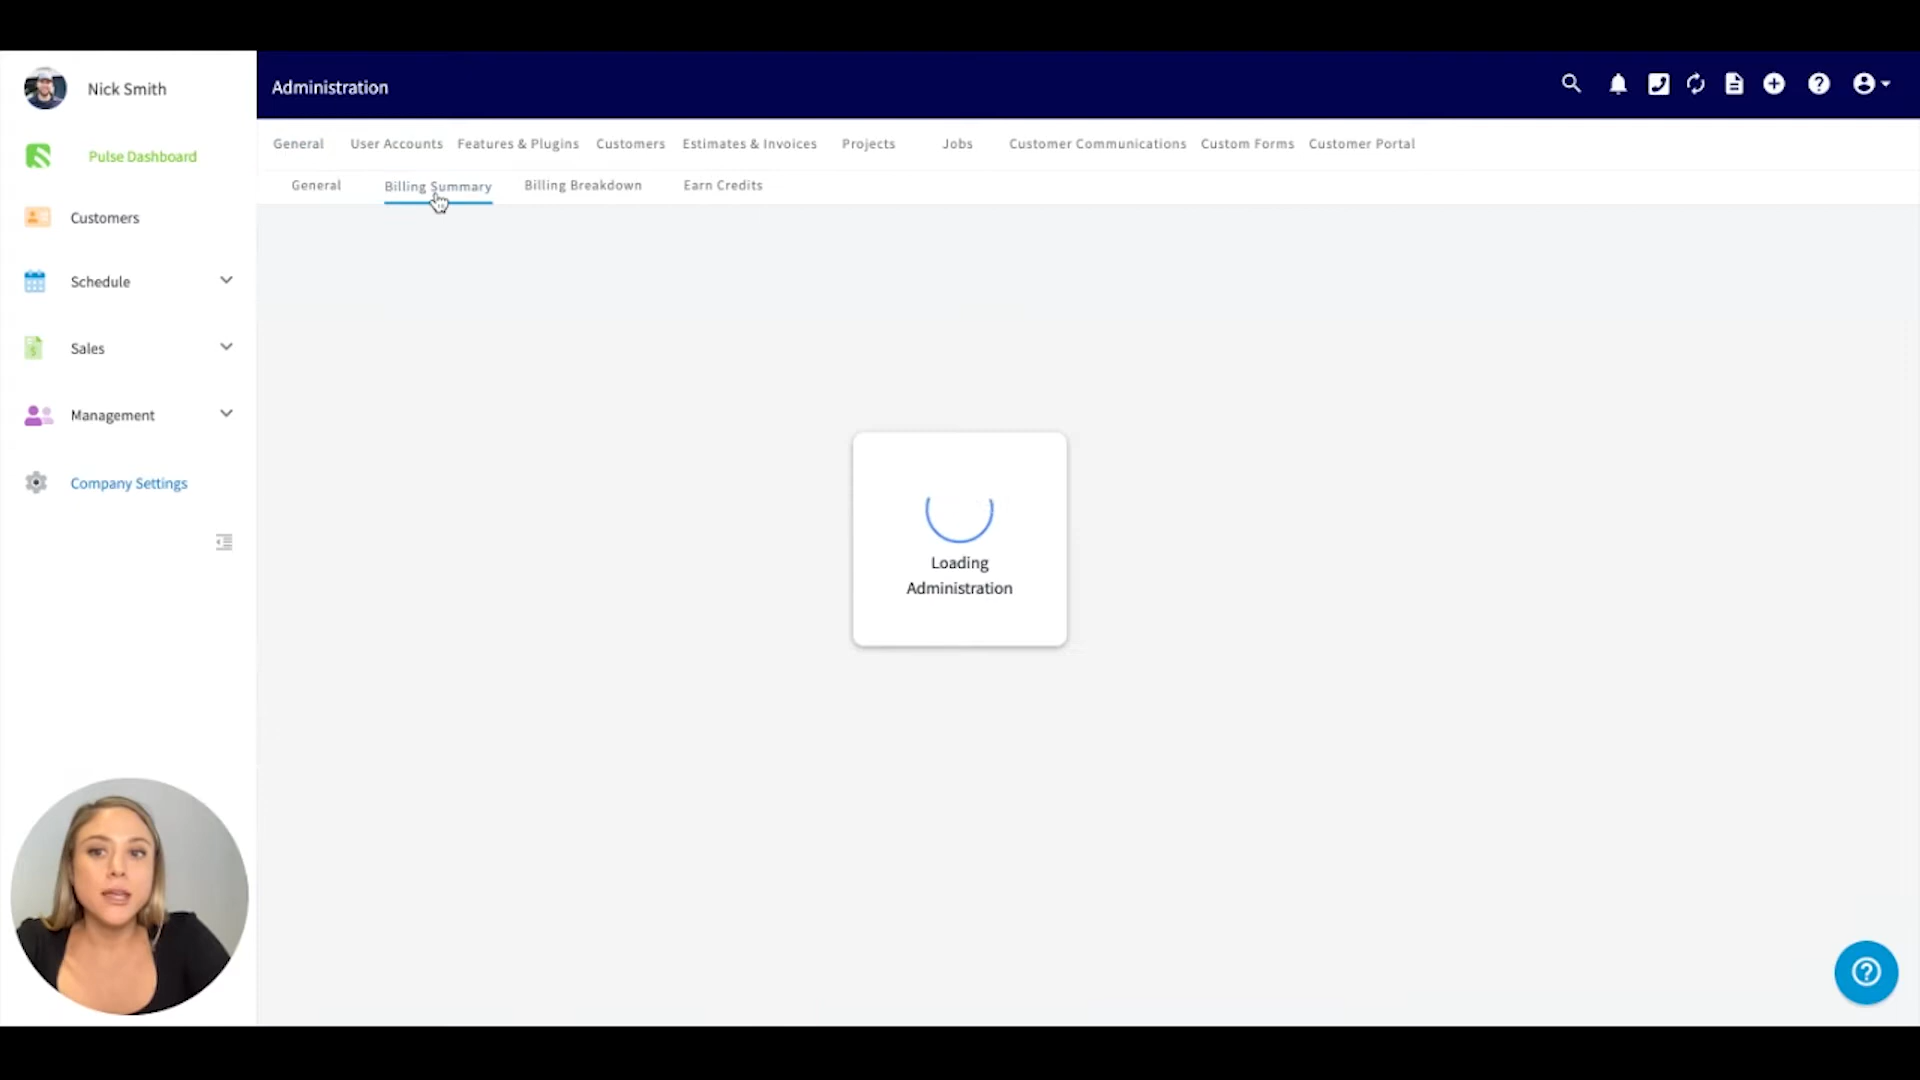 Nick Smith
Administration
Pulse Dashboard
Customers
Schedule
Sales
Management
Company Settings
General User Accounts Features & Plugins Customers Estimates & Invoices Projects Jobs Customer Communications Custom Forms Customer Portal
General Billing Summary Billing Breakdown Earn Credits
Loading
Administration